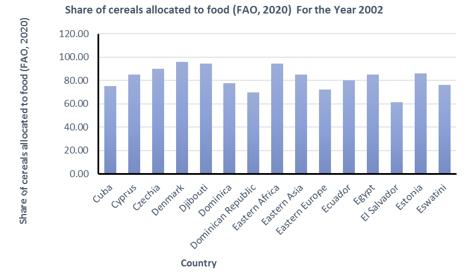 Share of cereals allocated to food (FAO, 2020)  For the Year 2002
Share of cereals allocated to food (FAO, 2020)
120.00
100.00
80.00
60.00
40.00
20.00
0.00
Cuba
Cyprus
Czechia
Denmark
Djibouti
Dominica
Dominican Republic
Eastern Africa
Eastern Asia
Eastern Europe
Ecuador
Egypt
El Salvador
Estonia
Eswatini
Country